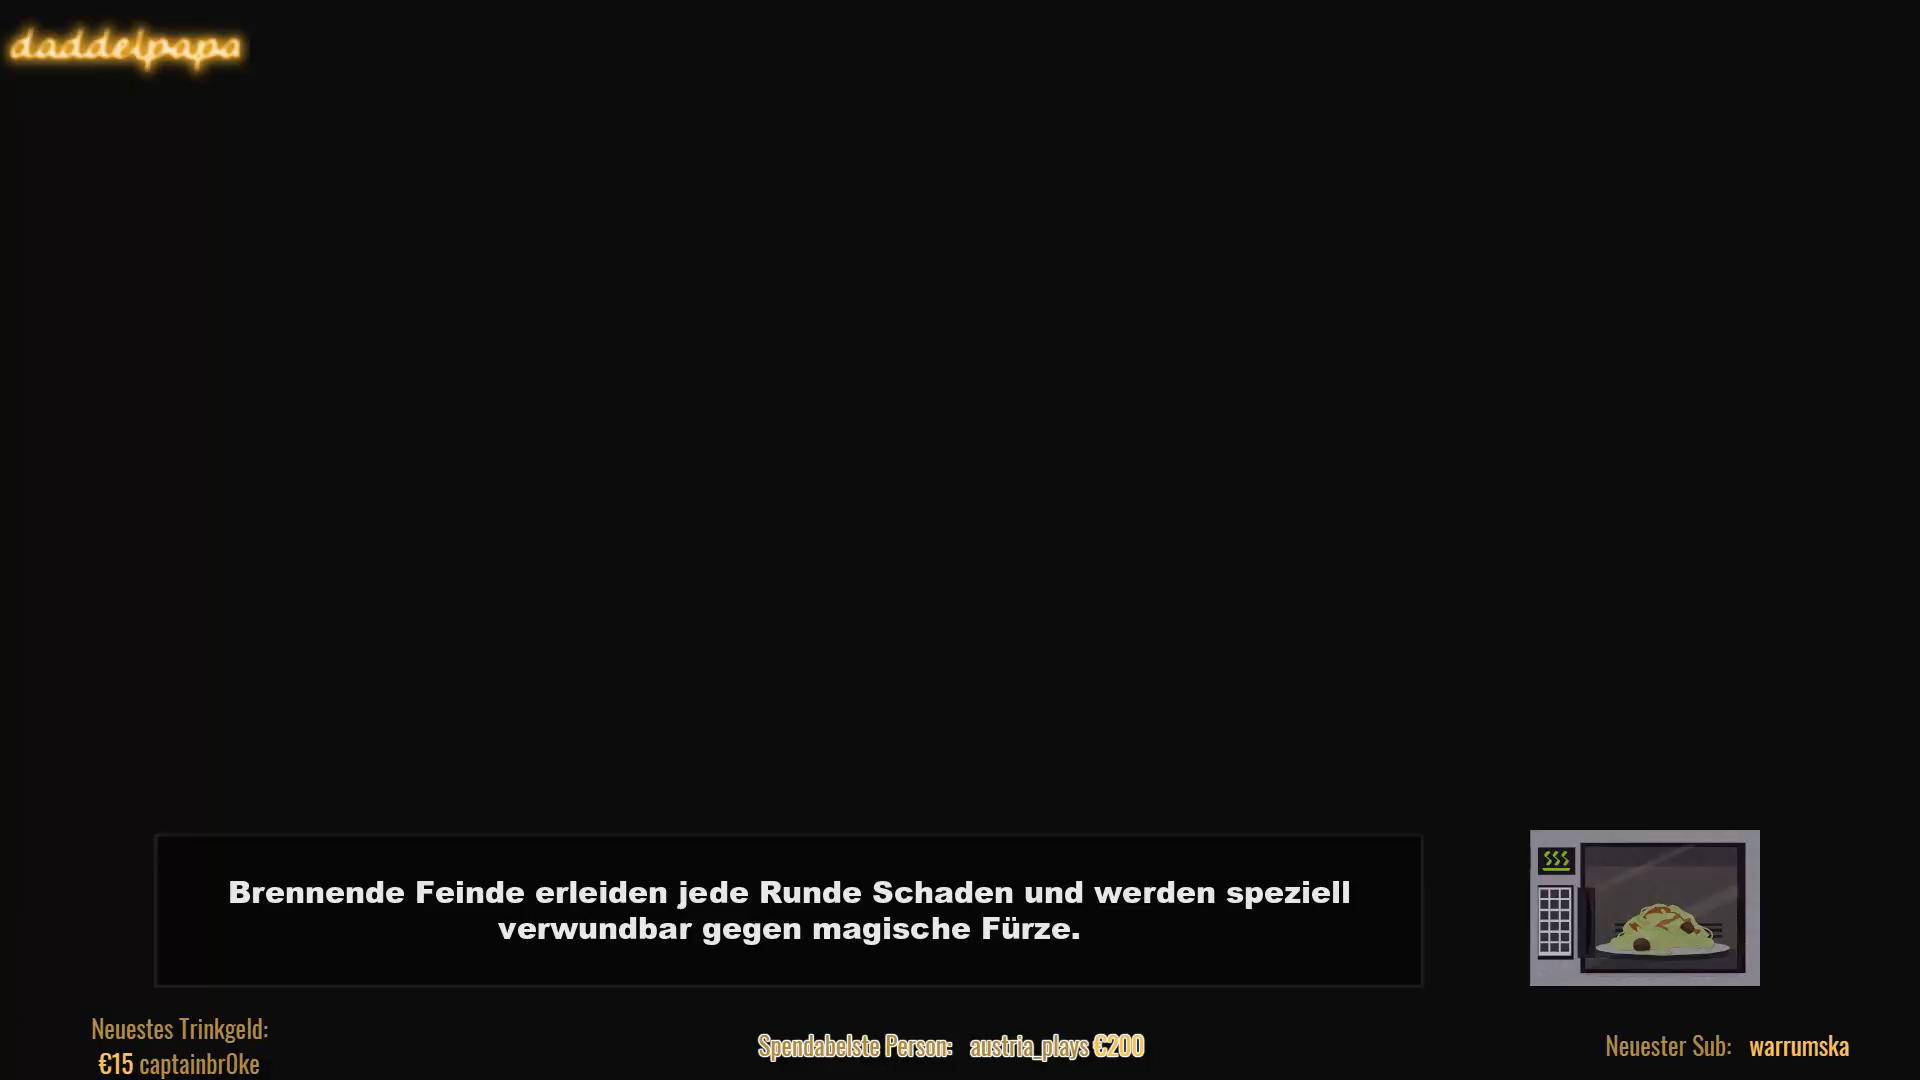 daddelpapa
Brennende Feinde erleiden jede Runde Schaden und werden speziell
verwundbar gegen magische Fürze.
Neuestes Trinkgeld:
€15 captainbr0ke
Spendabelste Person: austria_plays €200
Neuester Sub: warrumska